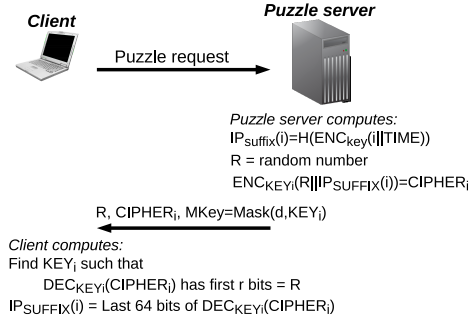 Client
Puzzle server
Puzzle request
Puzzle server computes:
IPsuffix(i)=H(ENCkey(i||TIME))
R = random number
ENCKEYi(R||IPSUFFIX(i))=CIPHERi
R, CIPHERi, MKey=Mask(d,KEYi)
Client computes:
Find KEYi such that
DECKEYi(CIPHERi) has first r bits = R
IPSUFFIX(i) = Last 64 bits of DECKEYi(CIPHERi)